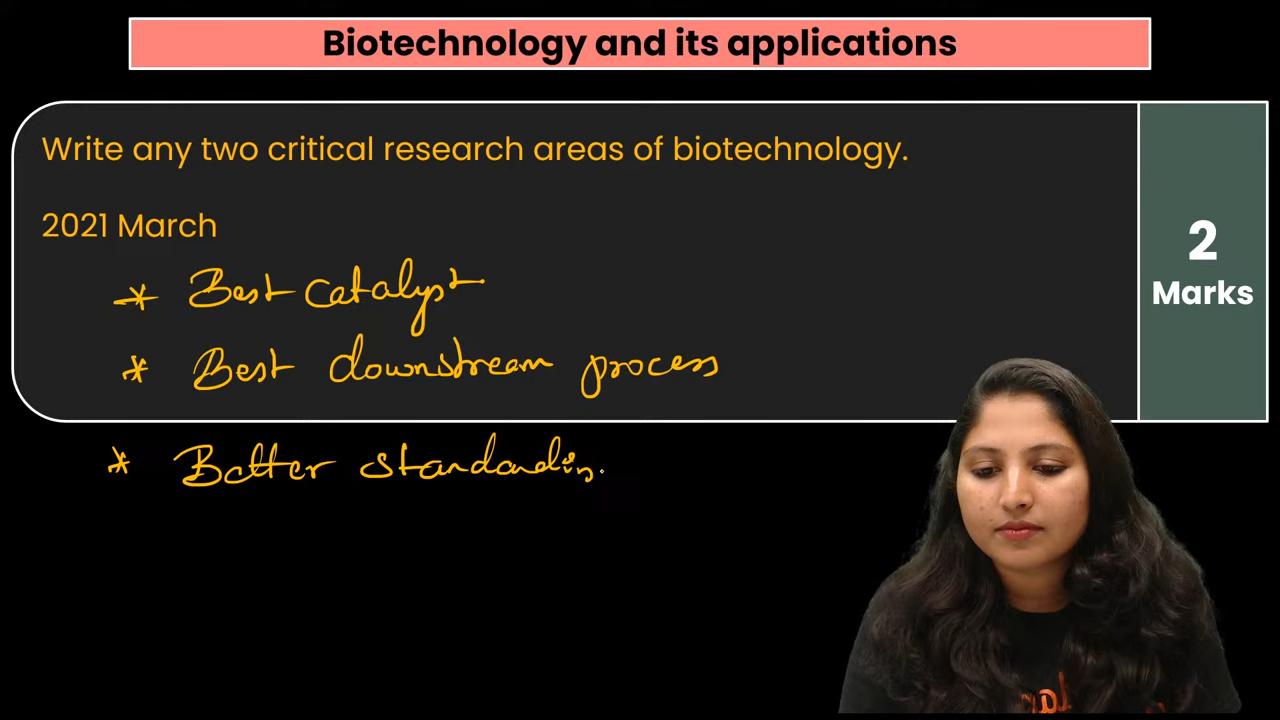 Biotechnology and its applications
Write any two critical research areas of biotechnology.
2021 March
2
Marks
* Best catalyst
* Best downstream process
* Better